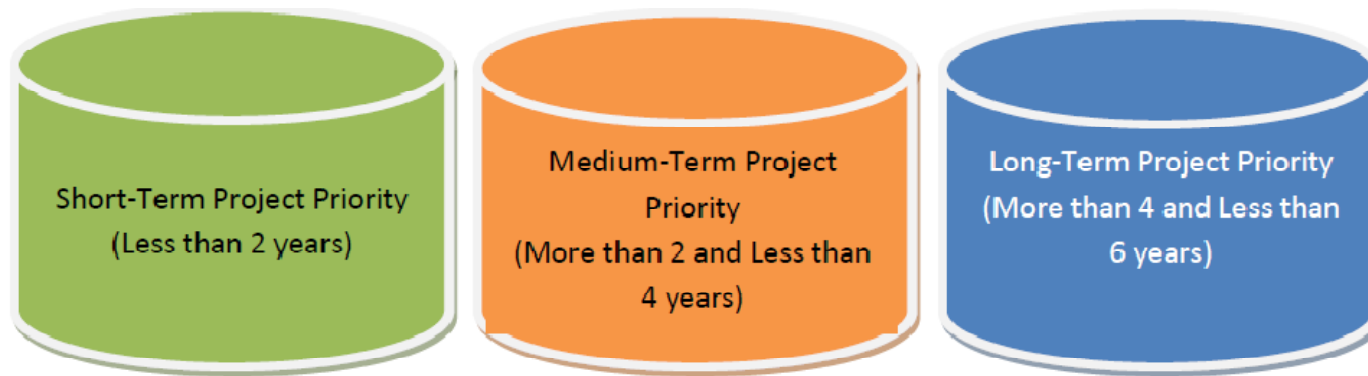 Short-Term Project Priority
(Less than 2 years)
Medium-Term Project
Priority
(More than 2 and Less than
4 years)
Long-Term Project Priority
(More than 4 and Less than
6 years)